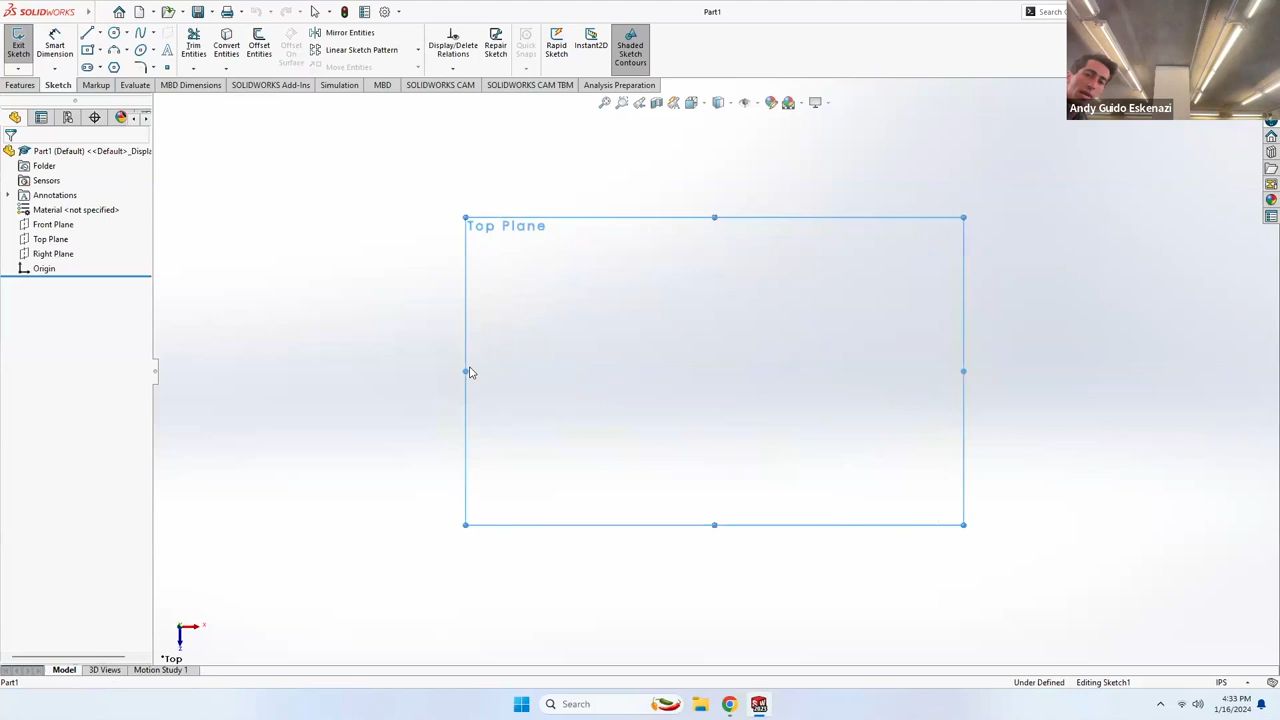 SOLIDWORKS
Part1
Search C
Exit Sketch
Smart Dimension
Trim Entities
Convert Entities
Offset Entities
Offset On Surface
Mirror Entities
Linear Sketch Pattern
Move Entities
Display/Delete Relations
Repair Sketch
Quick Snaps
Rapid Sketch
Instant2D
Shaded Sketch Contours
Features
Sketch
Markup
Evaluate
MBD Dimensions
SOLIDWORKS Add-Ins
Simulation
MBD
SOLIDWORKS CAM
SOLIDWORKS CAM TBM
Analysis Preparation
Andy Guido Eskenazi
Part1 (Default) <<Default>_Displa
Folder
Sensors
Annotations
Material <not specified>
Front Plane
Top Plane
Right Plane
Origin
Top Plane
x
*Top
Model
3D Views
Motion Study 1
Part1
Under Defined
Editing Sketch1
IPS
Search
4:33 PM
1/16/2024